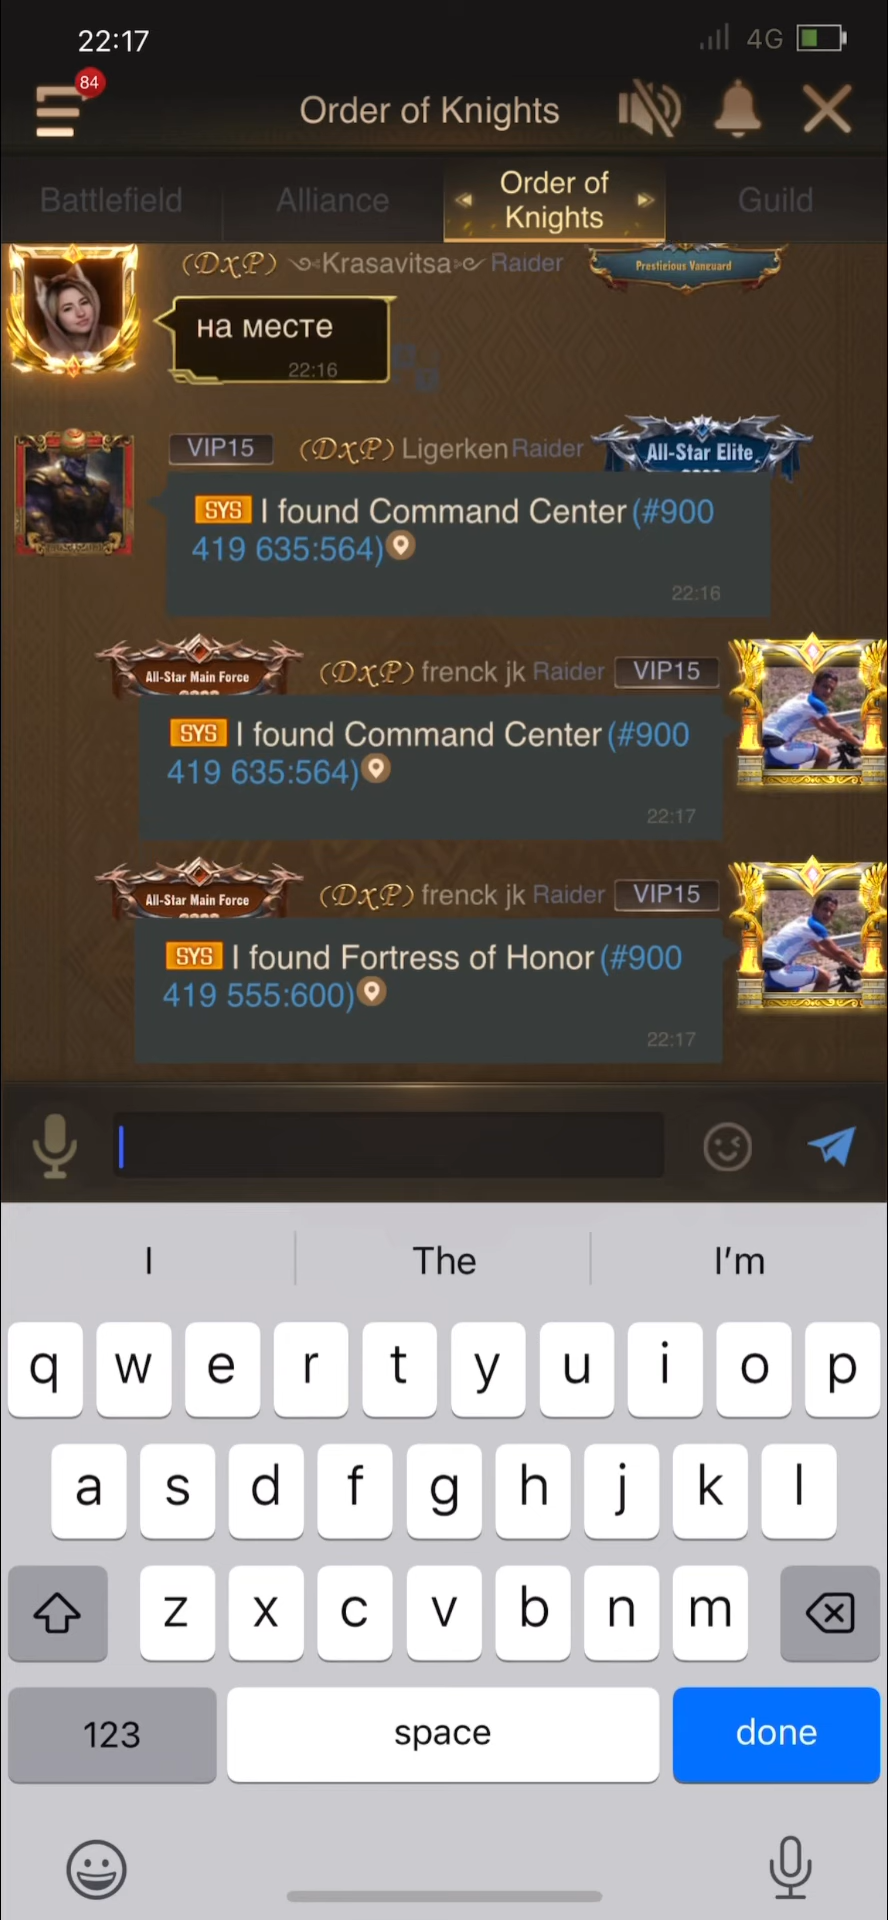 22:17
4G
84
Order of Knights
Battlefield
Alliance
Order of
Knights
Guild
(DxP) Krasavitsa Raider
Prestigious Vanguard
на месте
22:16
VIP15 (DxP) Ligerken Raider
All-Star Elite
SYS I found Command Center(#900
419 635:564)
22:16
All-Star Main Force
(DxP) frenck jk Raider VIP15
SYS I found Command Center(#900
419 635:564)
22:17
All-Star Main Force
(DxP) frenck jk Raider VIP15
SYS I found Fortress of Honor(#900
419 555:600)
22:17
I The I'm
q w e r t y u i o p
a s d f g h j k l
z x c v b n m
123 space done